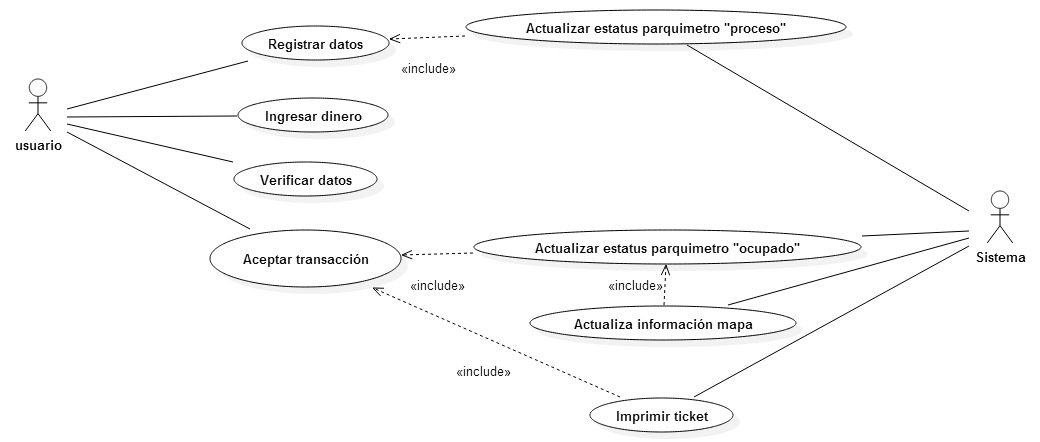 Actualizar estatus parquimetro "proceso"
Registrar datos
«include»
Ingresar dinero
usuario
Verificar datos
Actualizar estatus parquimetro "ocupado"
Aceptar transacción
Sistema
«include»
«include»
Actualiza información mapa
«include»
Imprimir ticket